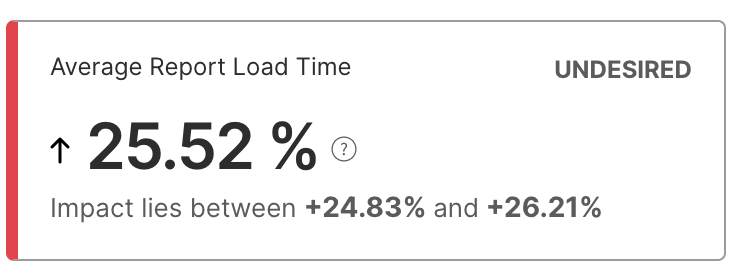 Average Report Load Time
UNDESIRED
↑ 25.52 % ?
Impact lies between +24.83% and +26.21%